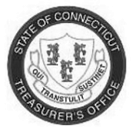 STATE OF CONNECTICUT
QUI TRANSTULIT SUSTINET
TREASURER'S OFFICE